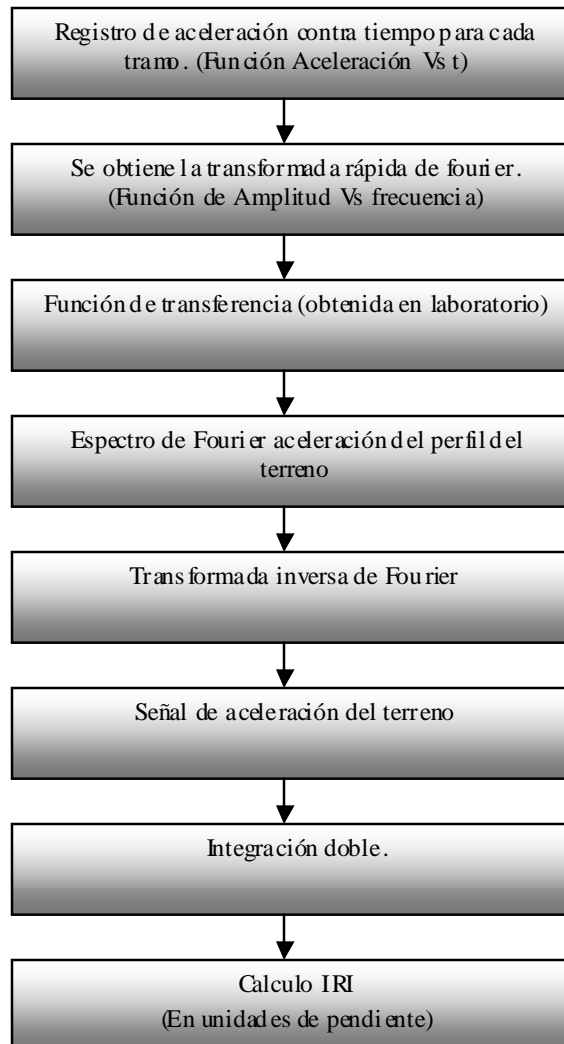 Registro de aceleración contra tiempo para cada
tramo. (Función Aceleración Vs t)
Se obtiene la transformada rápida de fourier.
(Función de Amplitud Vs frecuencia)
Función de transferencia (obtenida en laboratorio)
Espectro de Fourier aceleración del perfil del
terreno
Transformada inversa de Fourier
Señal de aceleración del terreno
Integración doble.
Calculo IRI
(En unidades de pendiente)